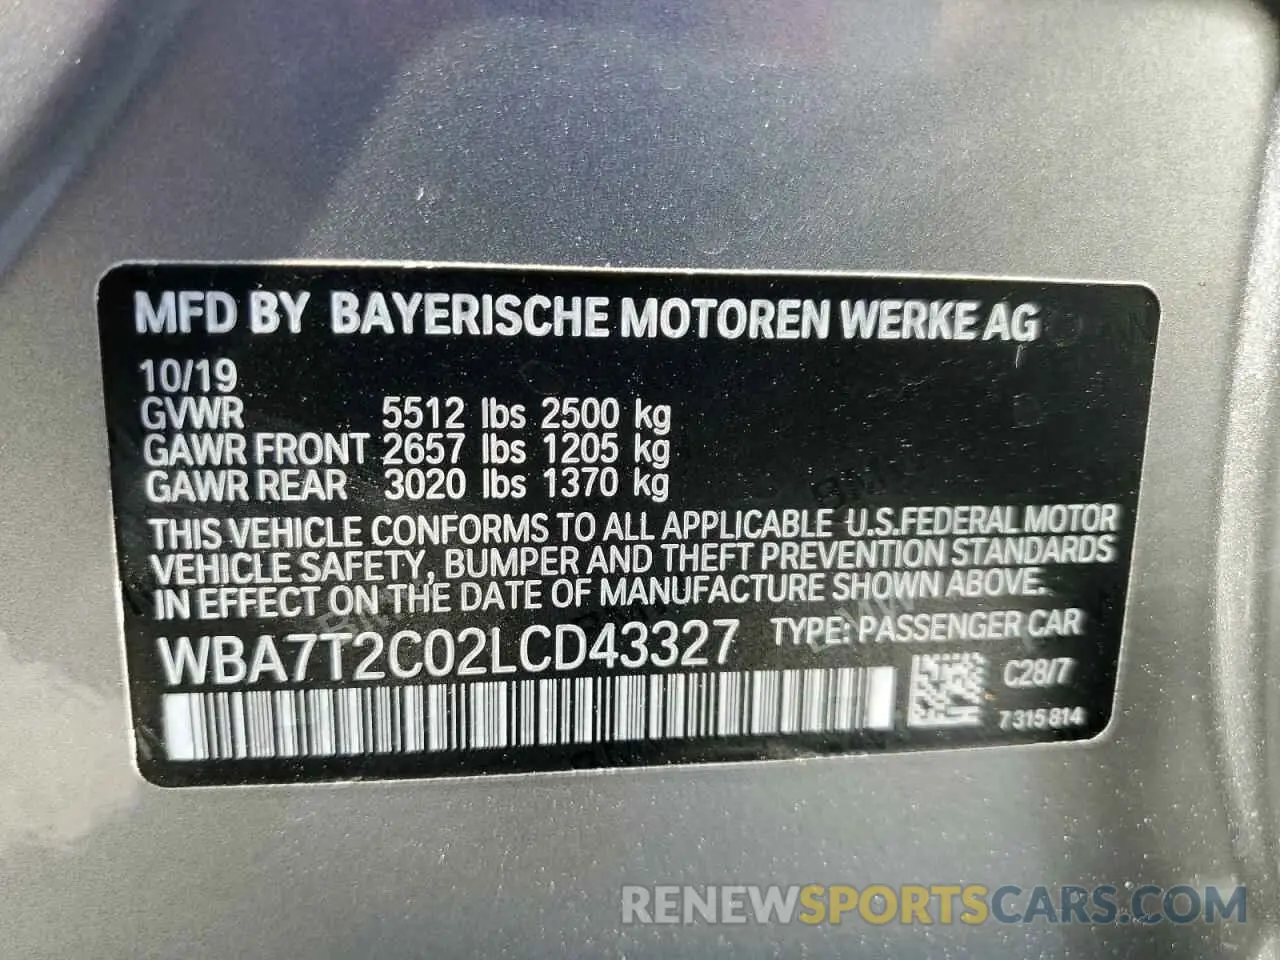 MFD BY BAYERISCHE MOTOREN WERKE AG
10/19
GVWR 5512 lbs 2500 kg
GAWR FRONT 2657 lbs 1205 kg
GAWR REAR 3020 lbs 1370 kg
THIS VEHICLE CONFORMS TO ALL APPLICABLE U.S.FEDERAL MOTOR
VEHICLE SAFETY, BUMPER AND THEFT PREVENTION STANDARDS
IN EFFECT ON THE DATE OF MANUFACTURE SHOWN ABOVE.
WBA7T2C02LCD43327 TYPE: PASSENGER CAR
C28/7
7 315 814
RENEWSPORTSCARS.COM